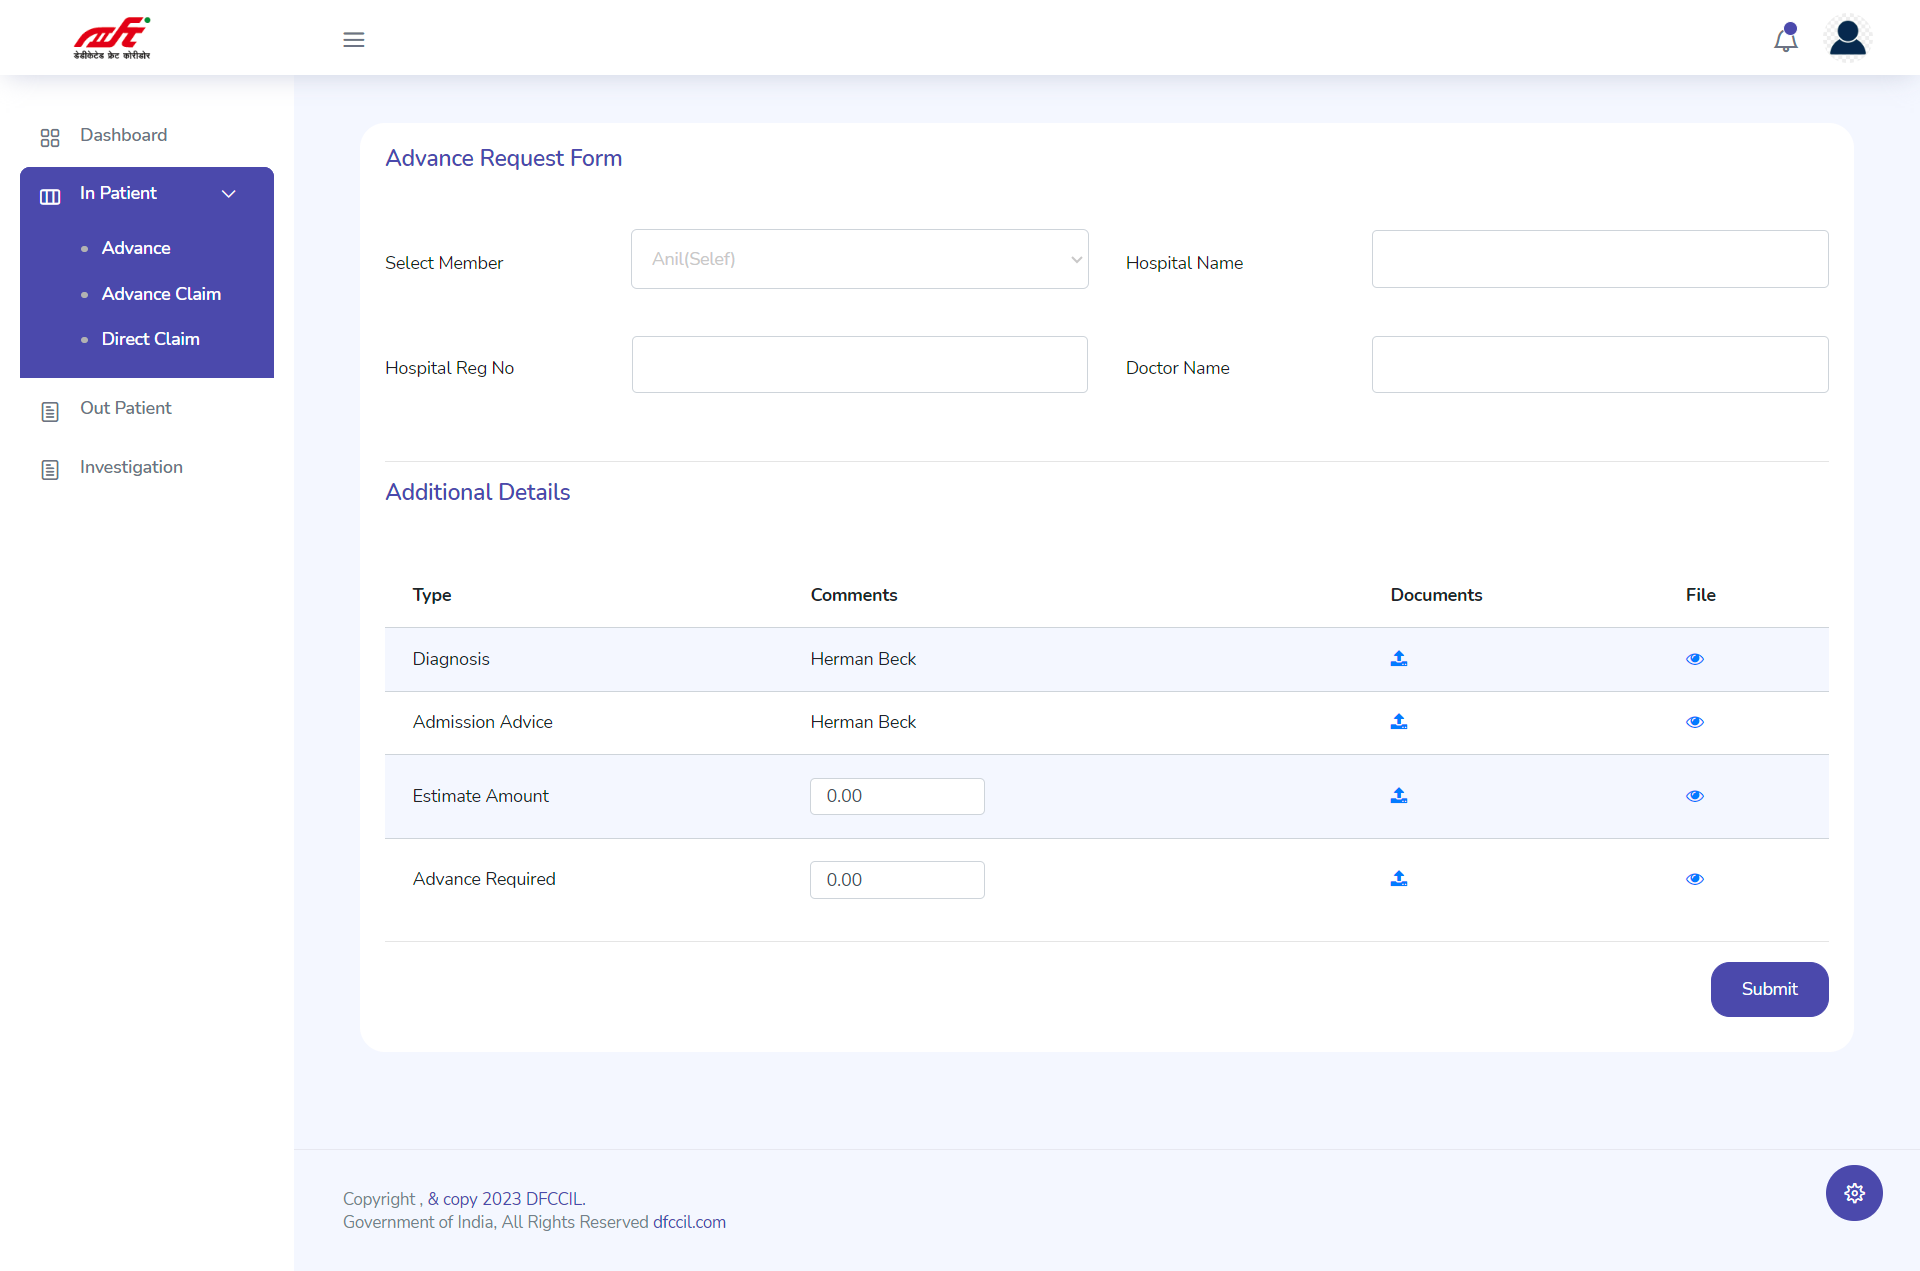 डेडीकेटेड फ्रेट कोरीडोर
Dashboard
In Patient
Advance
Advance Claim
Direct Claim
Out Patient
Investigation
Advance Request Form
Select Member
Anil(Selef)
Hospital Name
Hospital Reg No
Doctor Name
Additional Details
Type Comments Documents File
Diagnosis Herman Beck
Admission Advice Herman Beck
Estimate Amount 0.00
Advance Required 0.00
Submit
Copyright , & copy 2023 DFCCIL.
Government of India, All Rights Reserved dfccil.com